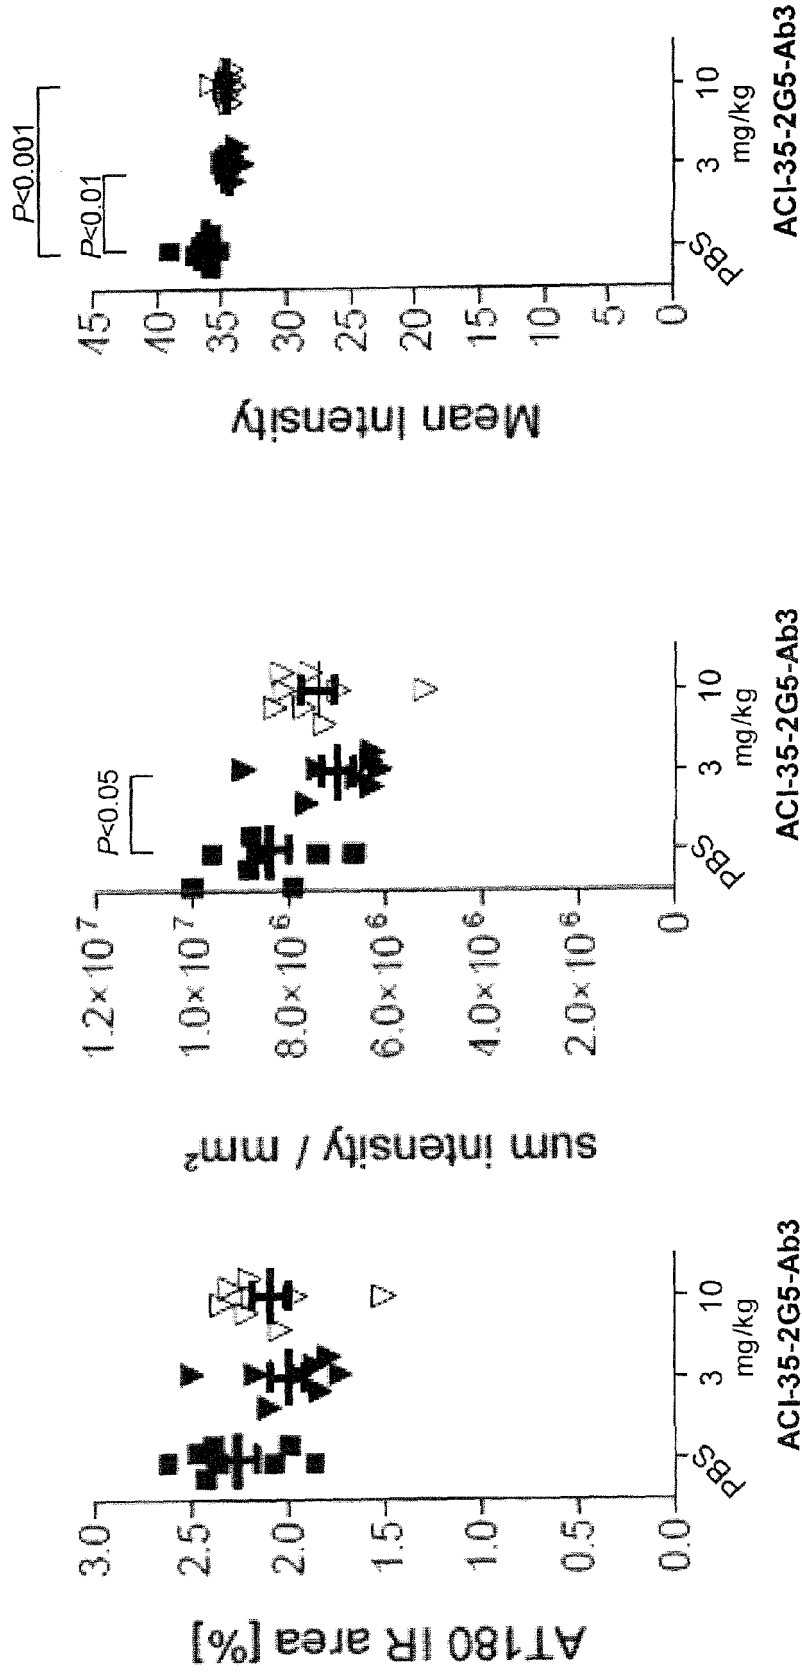 AT180 IR area [%]
3.0
2.5
2.0
1.5
1.0
0.5
0.0
PBS
3
10
mg/kg
ACI-35-2G5-Ab3
sum intensity / mm²
1.2×10⁷
1.0×10⁷
8.0×10⁶
6.0×10⁶
4.0×10⁶
2.0×10⁶
0
P<0.05
PBS
3
10
mg/kg
ACI-35-2G5-Ab3
Mean Intensity
45
40
35
30
25
20
15
10
5
0
P<0.001
P<0.01
PBS
3
10
mg/kg
ACI-35-2G5-Ab3